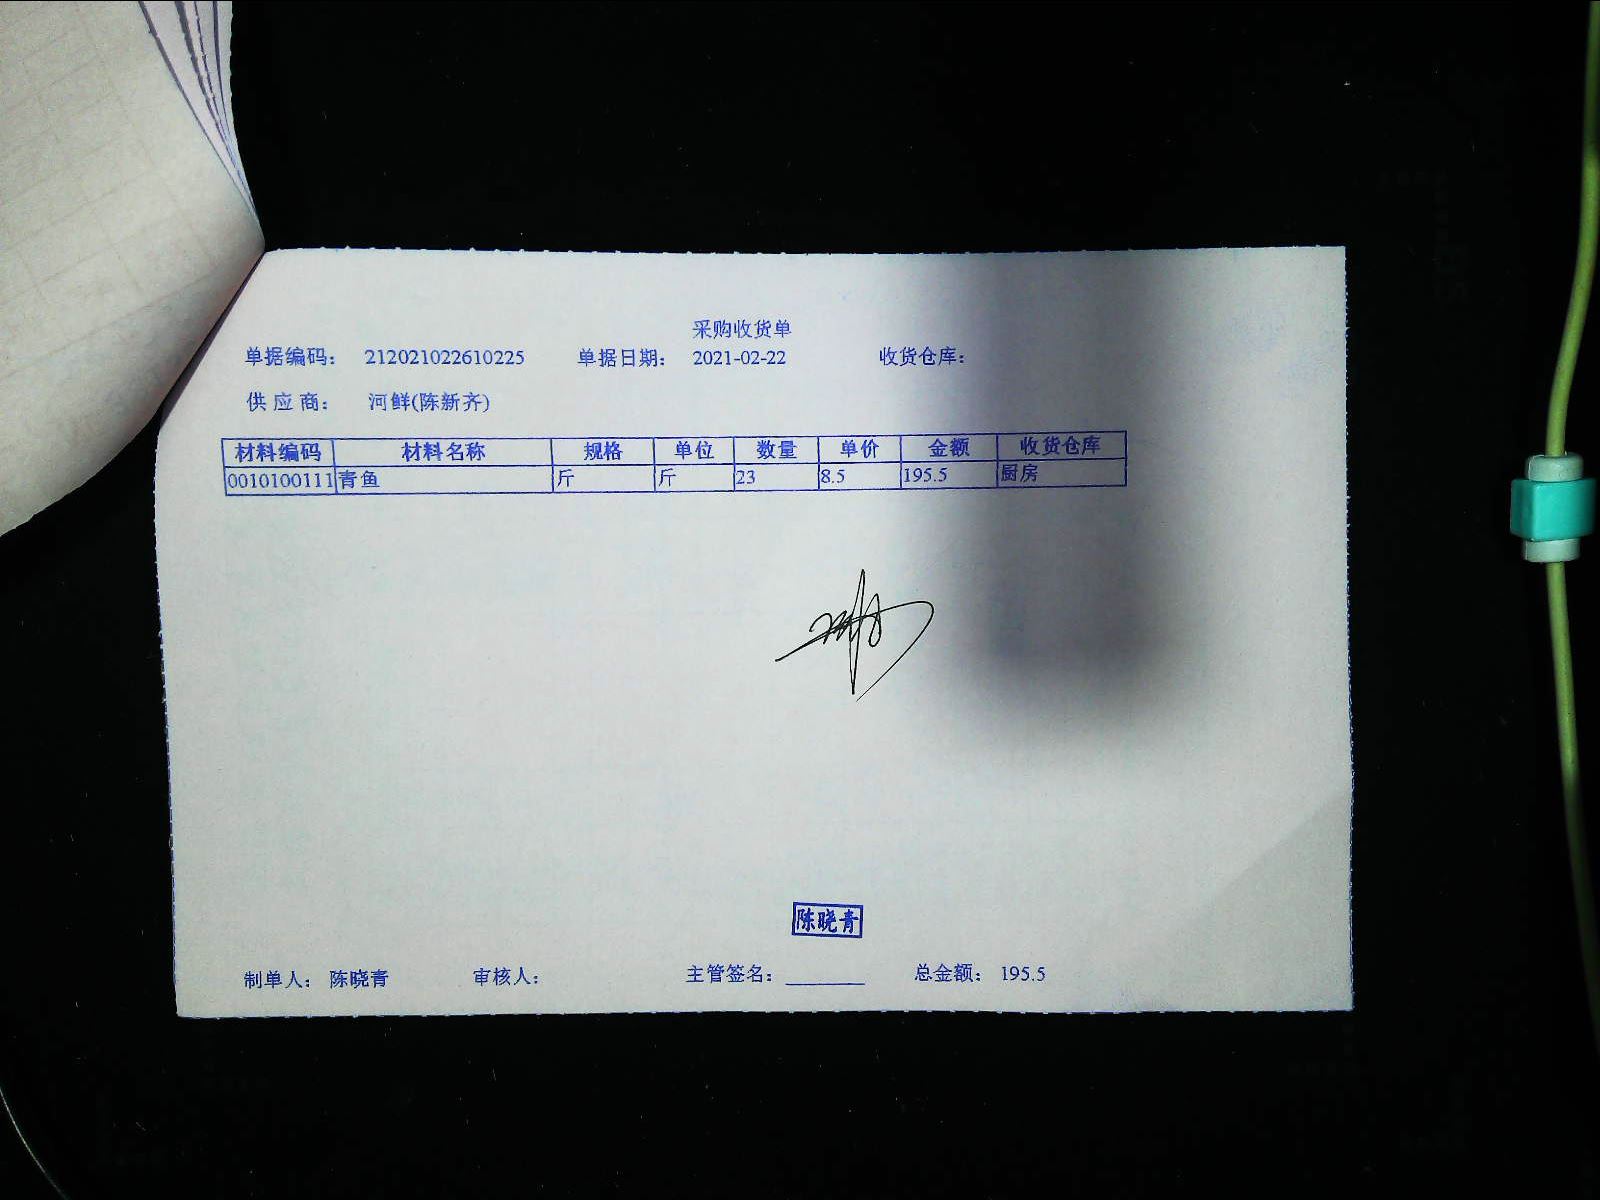 采购收货单
单据编码: 212021022610225 单据日期: 2021-02-22 收货仓库:
供应商: 河鲜(陈新齐)
材料编码 材料名称 规格 单位 数量 单价 金额 收货仓库
0010100111 青鱼 斤 斤 23 8.5 195.5 厨房
陈晓青
制单人: 陈晓青 审核人: 主管签名: 总金额: 195.5